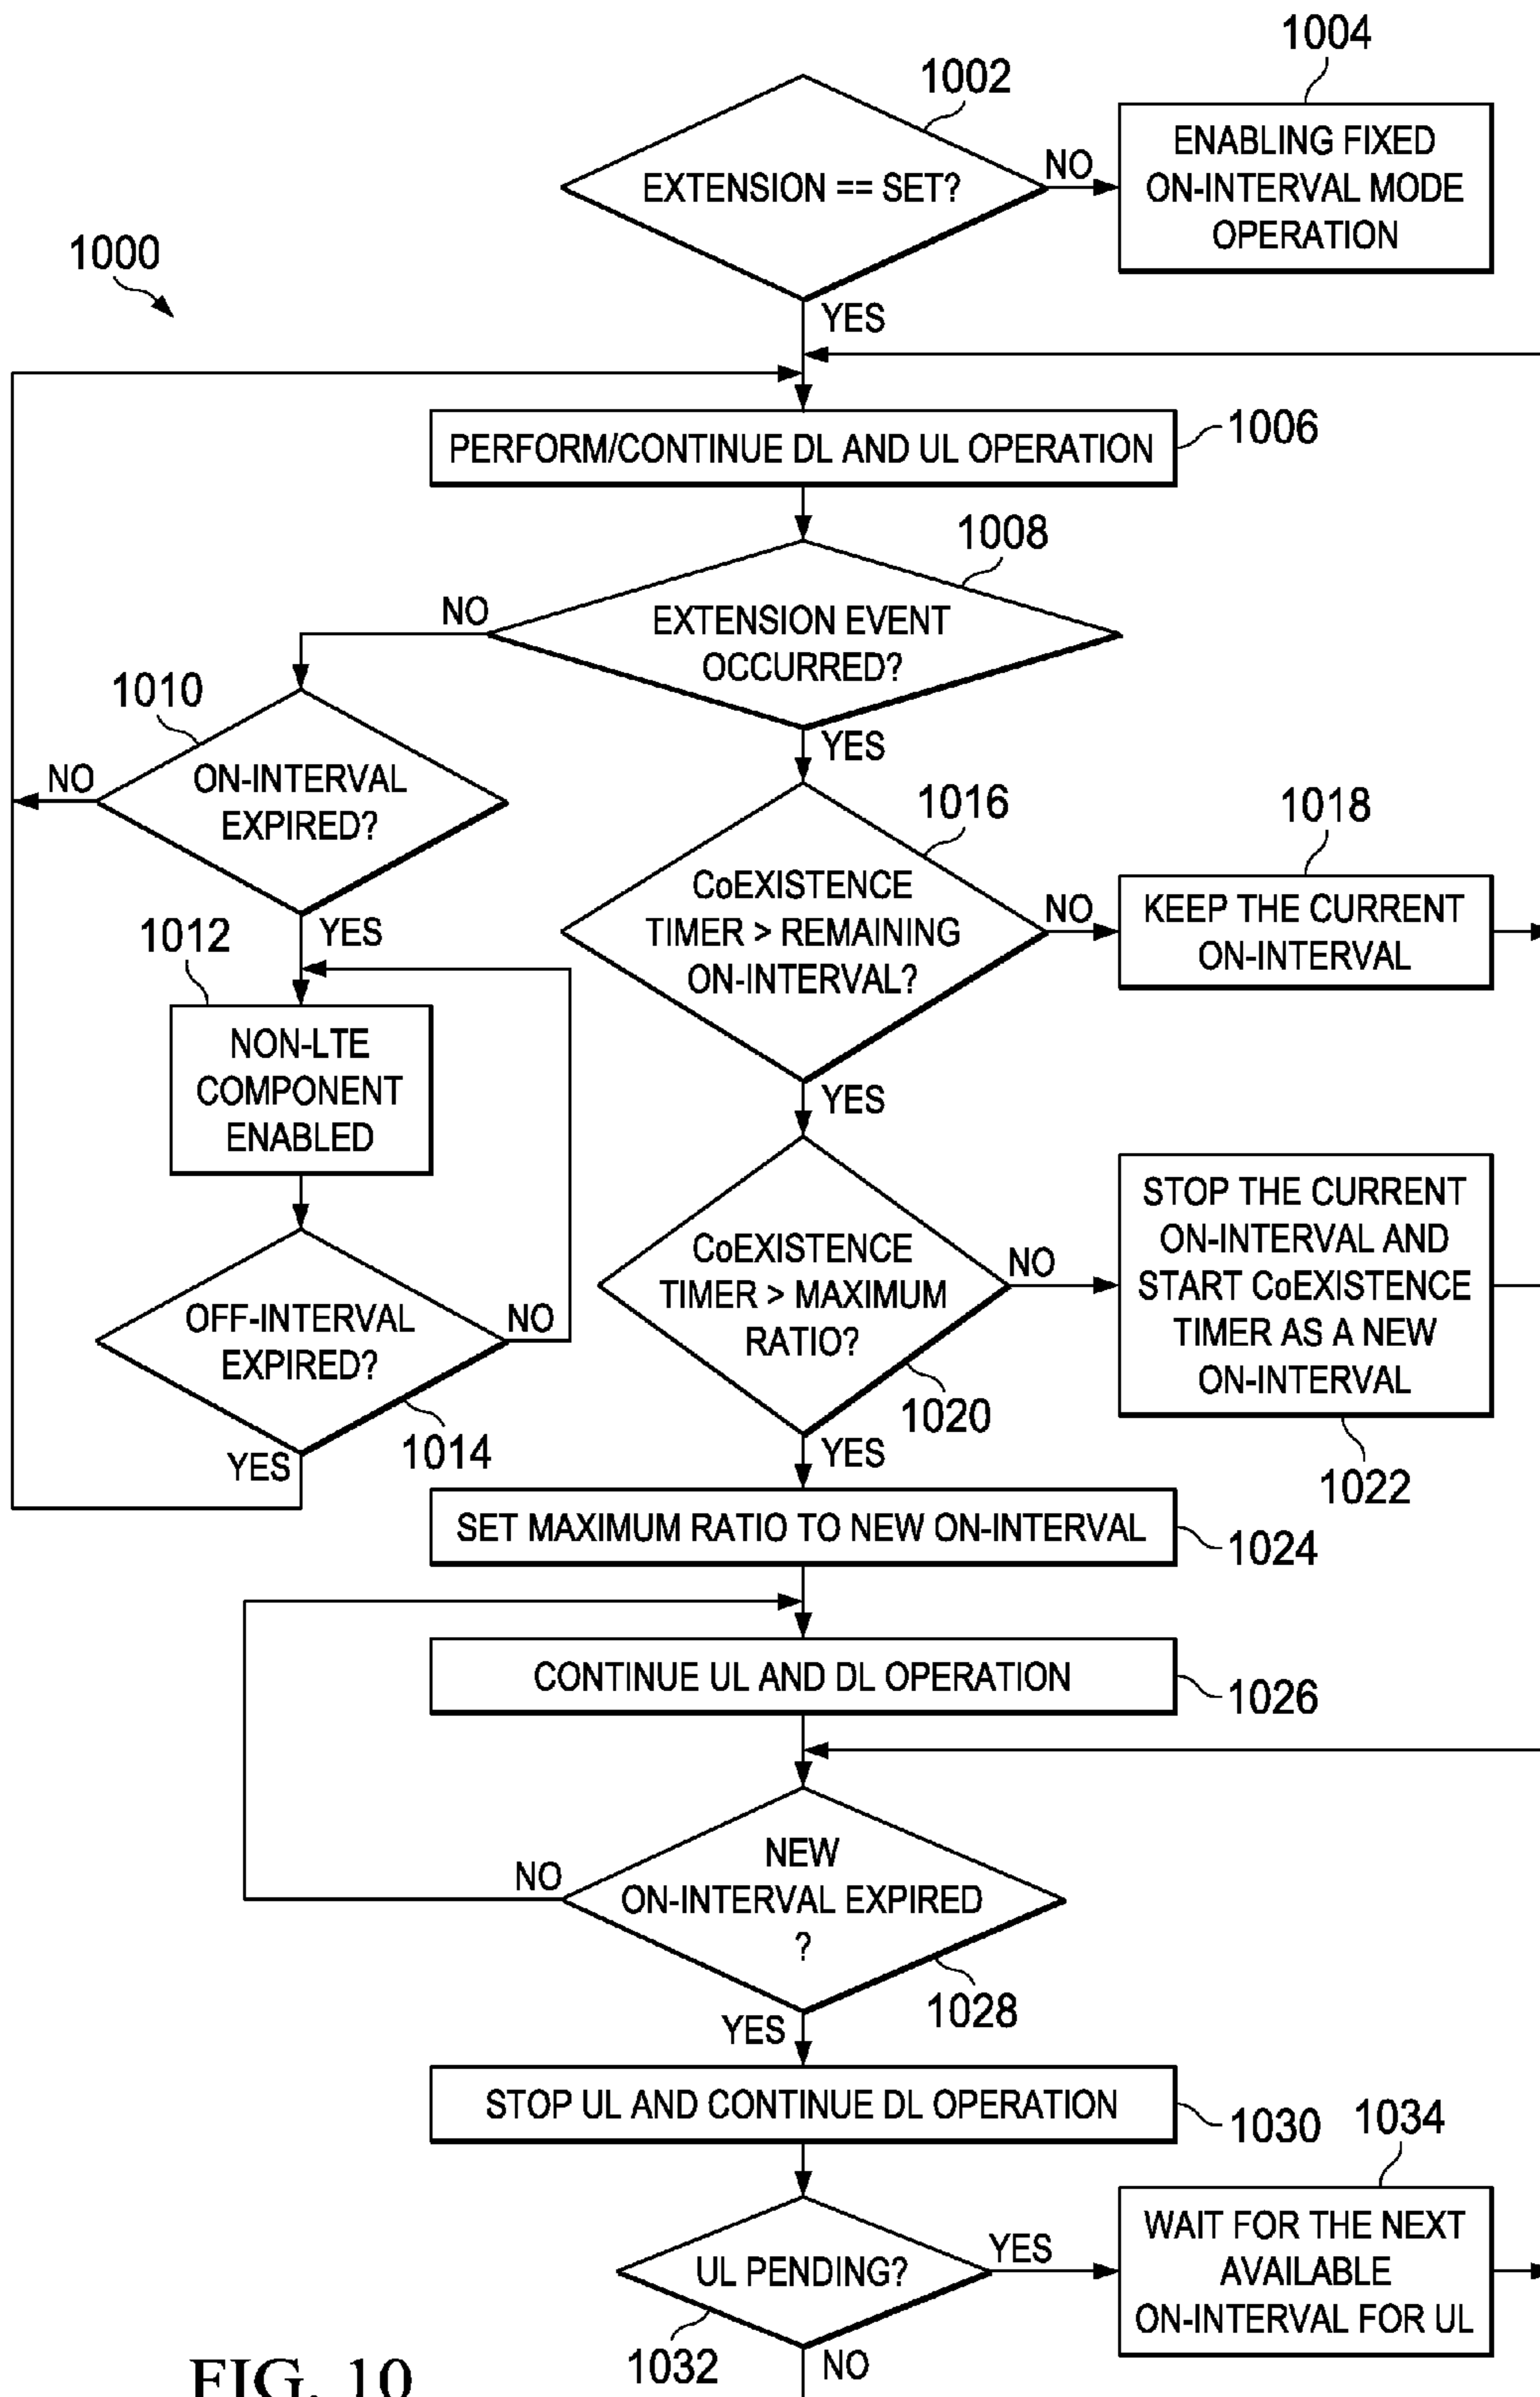 1004
1002
EXTENSION == SET?
NO
ENABLING FIXED
ON-INTERVAL MODE
OPERATION
1000
YES
PERFORM/CONTINUE DL AND UL OPERATION
1006
1008
NO
EXTENSION EVENT
OCCURRED?
1010
YES
NO
ON-INTERVAL
EXPIRED?
1016
1018
CoEXISTENCE
TIMER > REMAINING
ON-INTERVAL?
NO
KEEP THE CURRENT
ON-INTERVAL
1012
YES
NON-LTE
COMPONENT
ENABLED
YES
CoEXISTENCE
TIMER > MAXIMUM
RATIO?
NO
STOP THE CURRENT
ON-INTERVAL AND
START CoEXISTENCE
TIMER AS A NEW
ON-INTERVAL
OFF-INTERVAL
EXPIRED?
NO
1020
1014
YES
YES
1022
SET MAXIMUM RATIO TO NEW ON-INTERVAL
1024
CONTINUE UL AND DL OPERATION
1026
NEW
ON-INTERVAL EXPIRED
?
NO
1028
YES
STOP UL AND CONTINUE DL OPERATION
1030
1034
UL PENDING?
YES
WAIT FOR THE NEXT
AVAILABLE
ON-INTERVAL FOR UL
1032
NO
FIG. 10